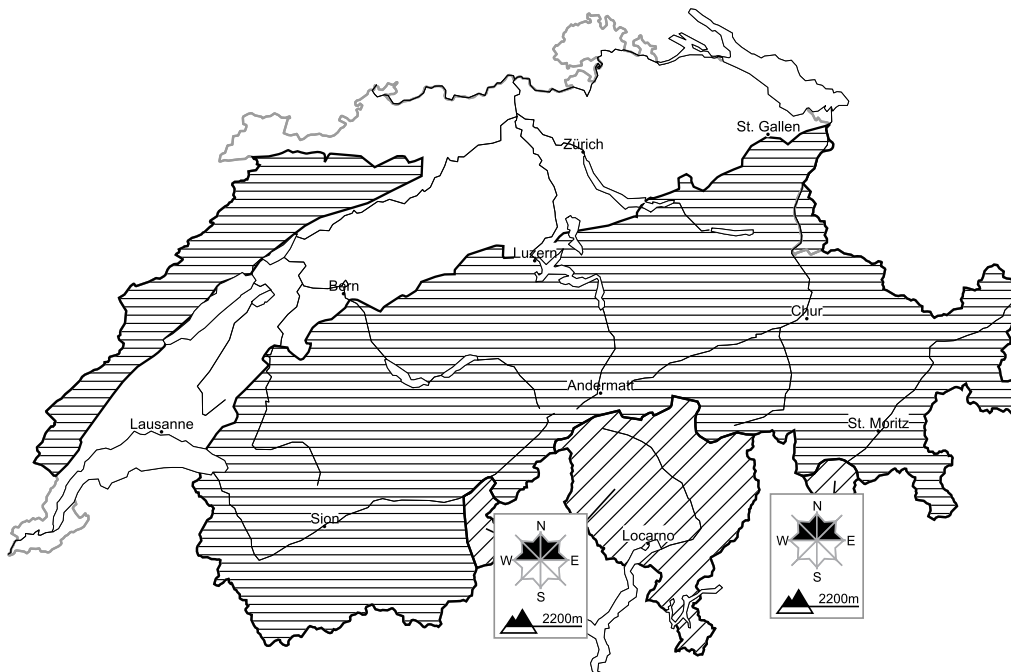 St. Gallen
Zürich
Luzern
Bern
Chur
Andermatt
Lausanne
St. Moritz
Sion
Locarno
N
W E
S
2200m
N
W E
S
2200m